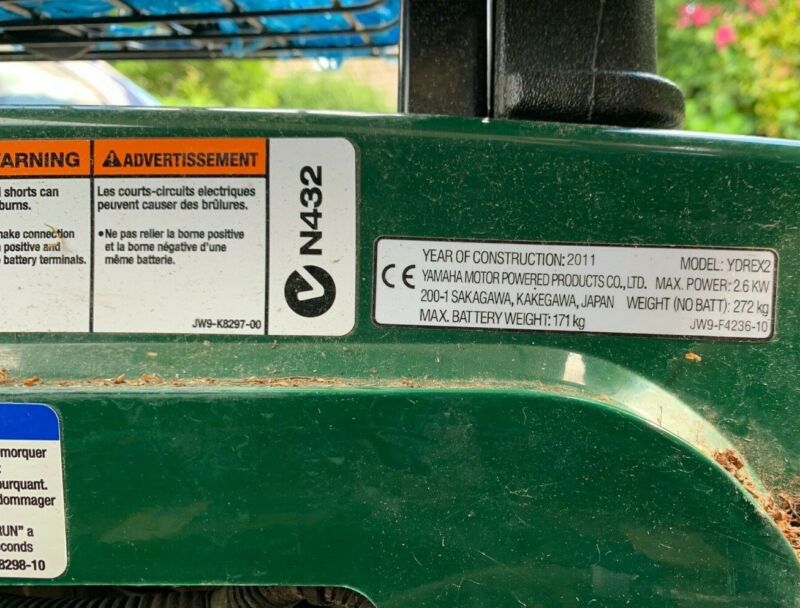 WARNING
shorts can
burns.
make connection
positive and
battery terminals.
ADVERTISSEMENT
Les courts-circuits electriques
peuvent causer des brûlures.
•Ne pas relier la borne positive
et la borne négative d'une
même batterie.
JW9-K8297-00
N432
CE
YEAR OF CONSTRUCTION: 2011 MODEL: YDREX2
YAMAHA MOTOR POWERED PRODUCTS CO., LTD. MAX. POWER: 2.6 KW
200-1 SAKAGAWA, KAKEGAWA, JAPAN WEIGHT (NO BATT): 272 kg
MAX. BATTERY WEIGHT: 171 kg JW9-F4236-10
morquer
urquant.
dommager
RUN" a
conds
8298-10